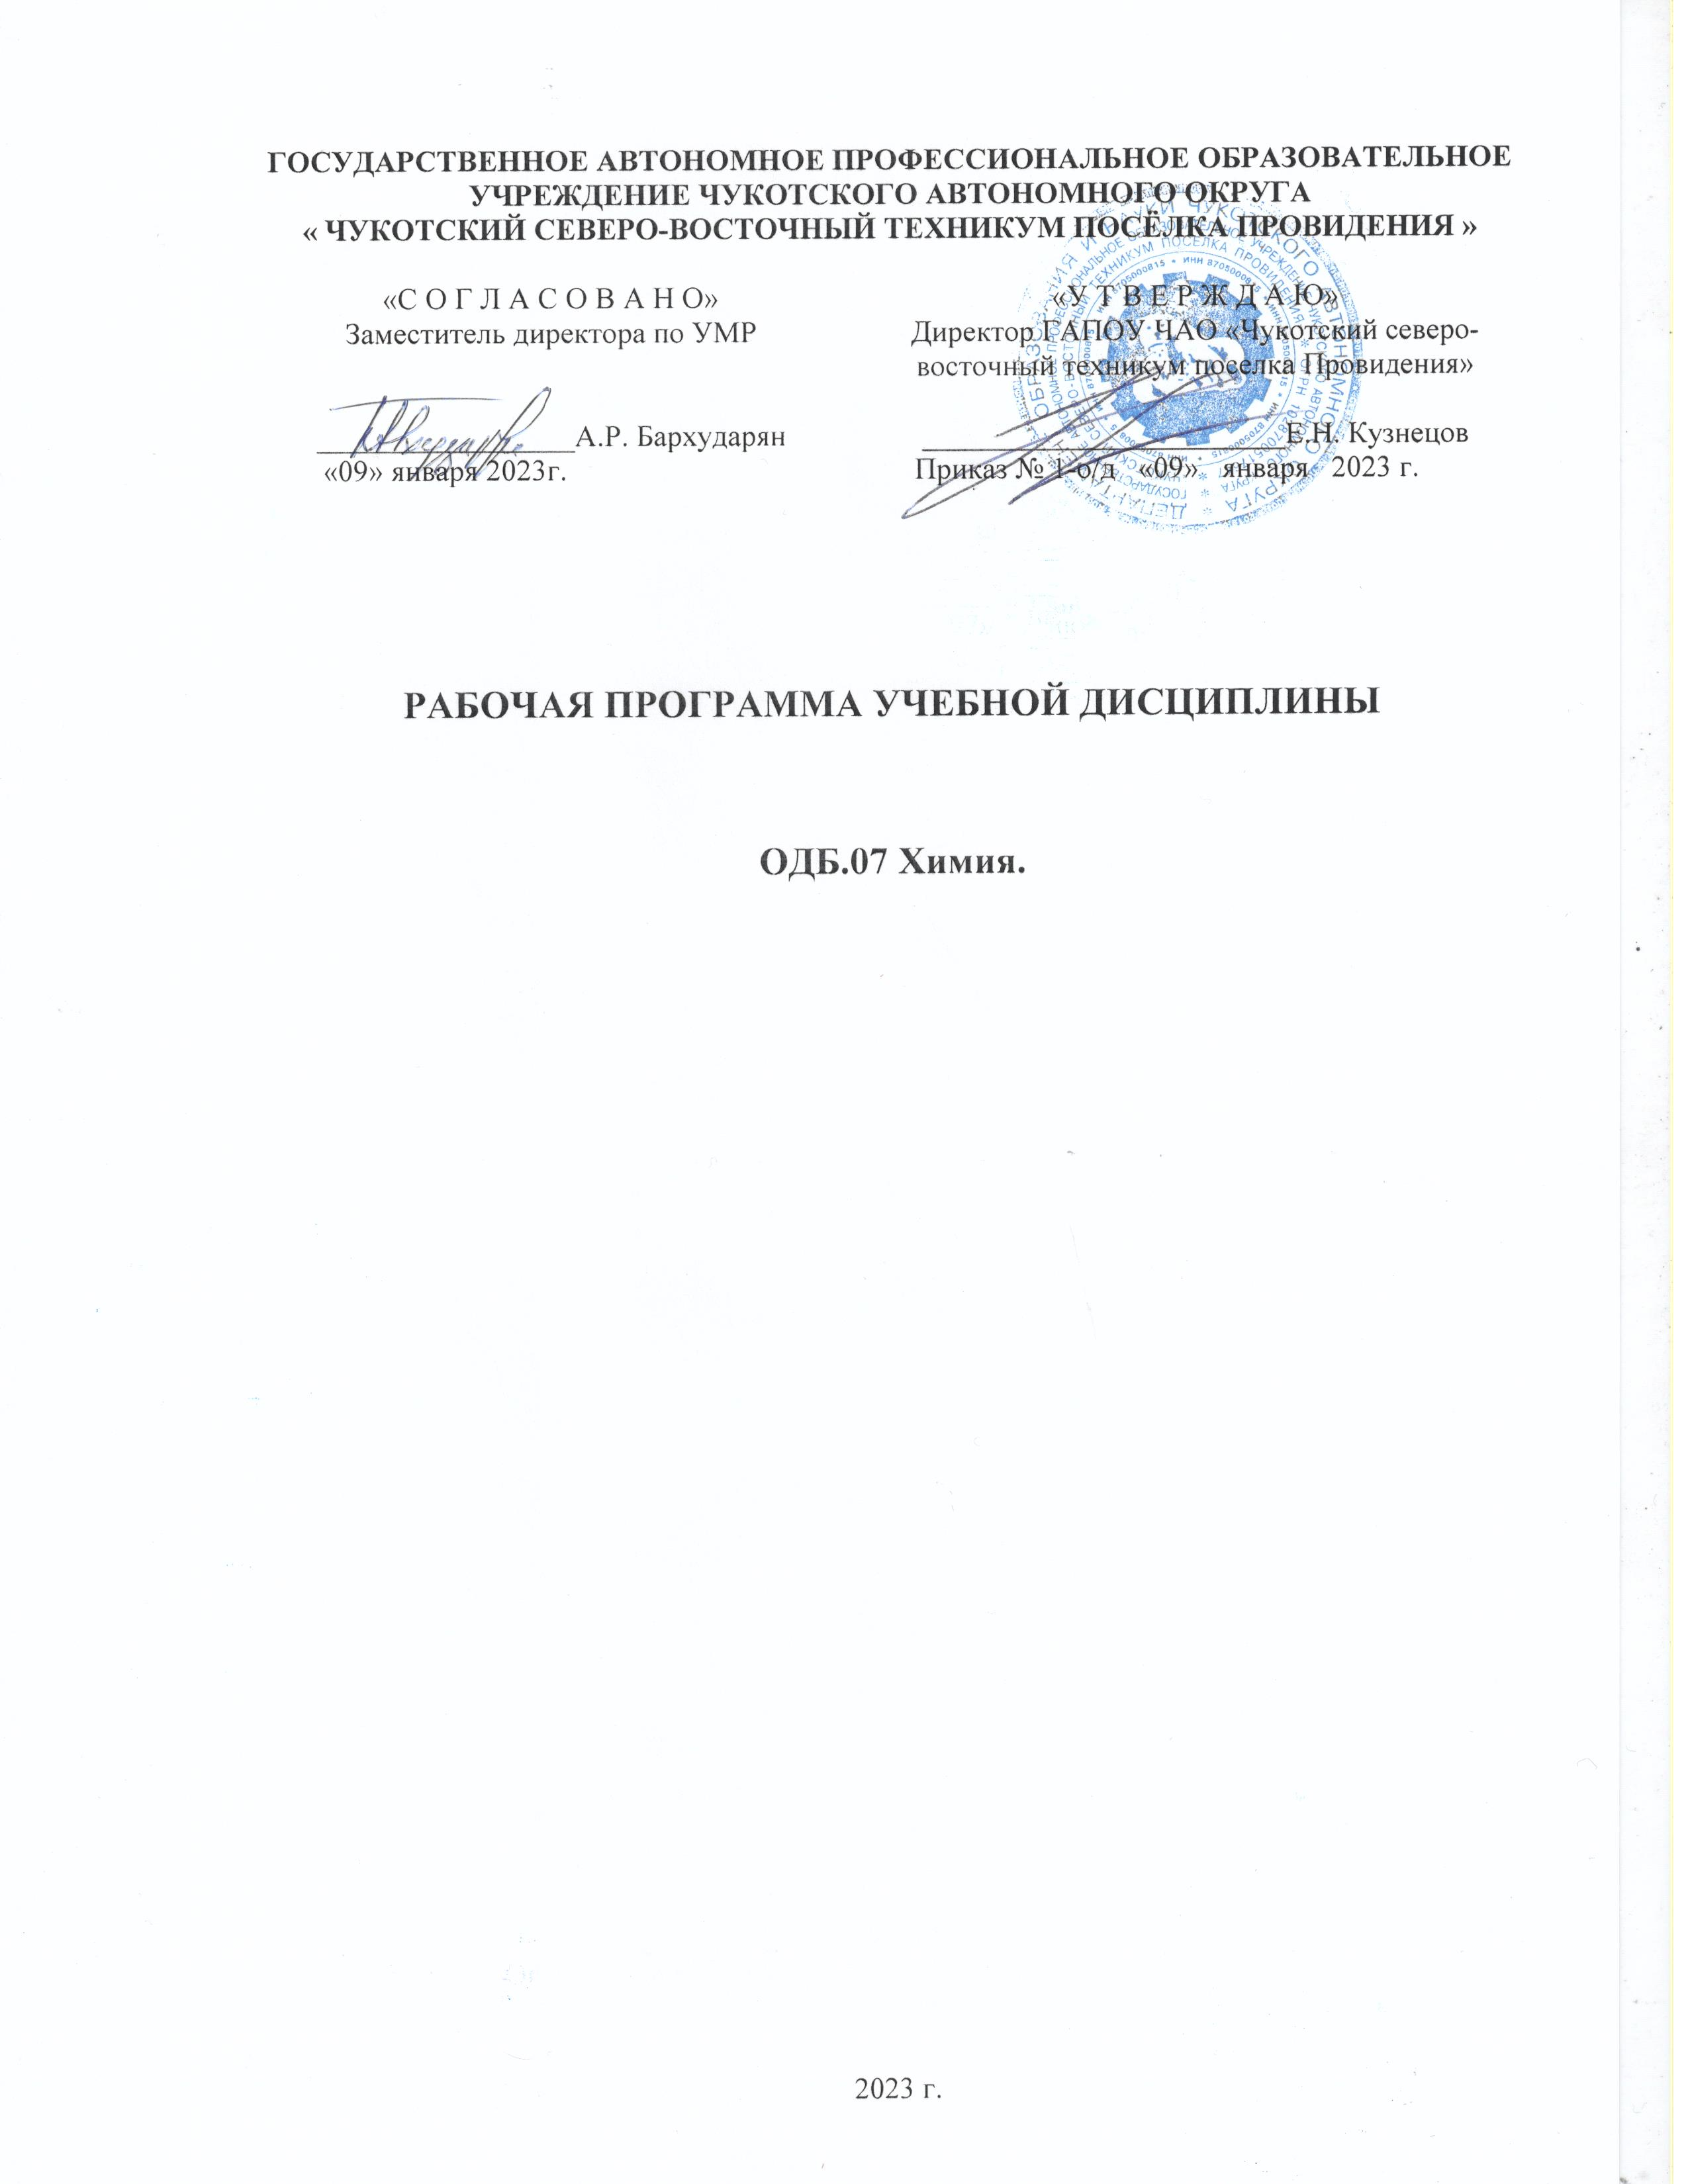 ГОСУДАРСТВЕННОЕ АВТОНОМНОЕ ПРОФЕССИОНАЛЬНОЕ ОБРАЗОВАТЕЛЬНОЕ
УЧРЕЖДЕНИЕ ЧУКОТСКОГО АВТОНОМНОГО ОКРУГА
« ЧУКОТСКИЙ СЕВЕРО-ВОСТОЧНЫЙ ТЕХНИКУМ ПОСЁЛКА ПРОВИДЕНИЯ »
«С О Г Л А С О В А Н О»
Заместитель директора по УМР
А.Р. Бархударян
«09» января 2023г.
«У Т В Е Р Ж Д А Ю»
Директор ГАПОУ ЧАО «Чукотский северо-
восточный техникум поселка Провидения»
Е.Н. Кузнецов
Приказ № 1-о/д «09» января 2023 г.
РАБОЧАЯ ПРОГРАММА УЧЕБНОЙ ДИСЦИПЛИНЫ
ОДБ.07 Химия.
2023 г.